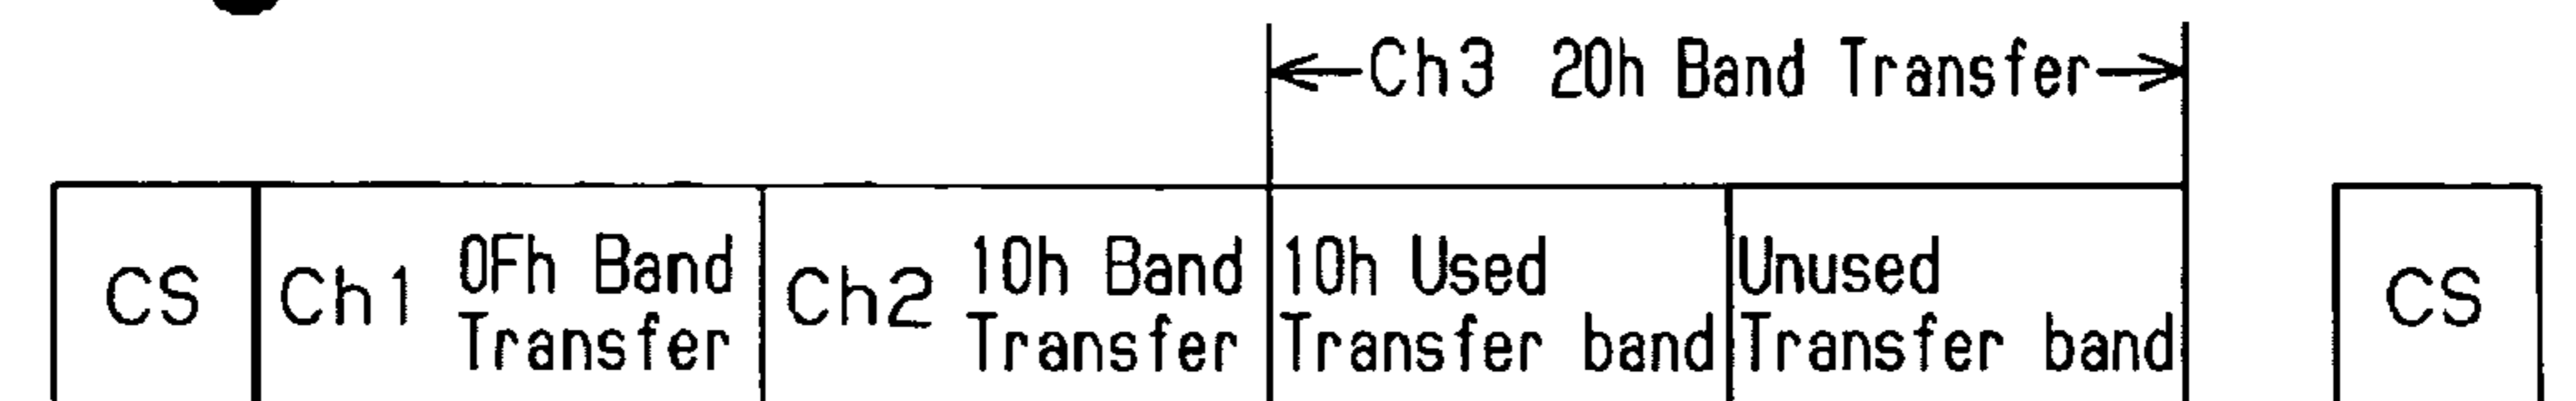 Ch3 20h Band Transfer
CS
Ch1
0Fh Band
Transfer
Ch2
10h Band
Transfer
10h Used
Transfer band
Unused
Transfer band
CS